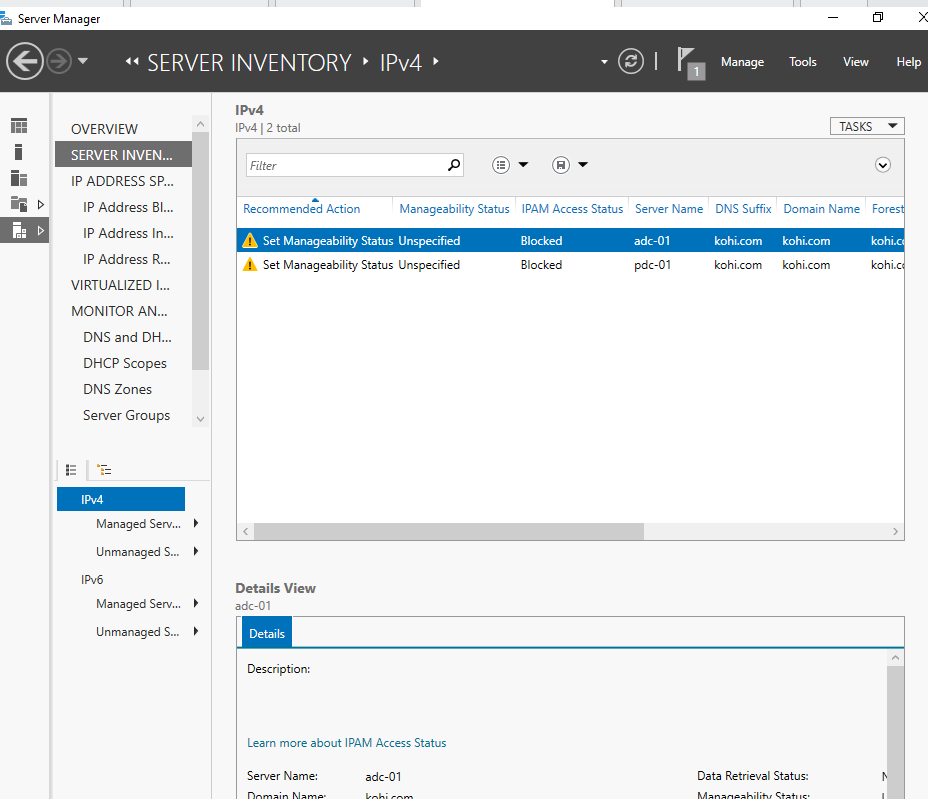 Server Manager
SERVER INVENTORY IPv4
1 Manage Tools View Help
OVERVIEW
SERVER INVEN...
IP ADDRESS SP...
IP Address Bl...
IP Address In...
IP Address R...
VIRTUALIZED I...
MONITOR AN...
DNS and DH...
DHCP Scopes
DNS Zones
Server Groups
IPv4
Managed Serv...
Unmanaged S...
IPv6
Managed Serv...
Unmanaged S...
IPv4
IPv4 | 2 total
TASKS
Filter
Recommended Action Manageability Status IPAM Access Status Server Name DNS Suffix Domain Name Forest
Set Manageability Status Unspecified Blocked adc-01 kohi.com kohi.com kohi.co
Set Manageability Status Unspecified Blocked pdc-01 kohi.com kohi.com kohi.co
Details View
adc-01
Details
Description:
Learn more about IPAM Access Status
Server Name: adc-01 Data Retrieval Status:
Domain Name: kohi.com Manageability Status: